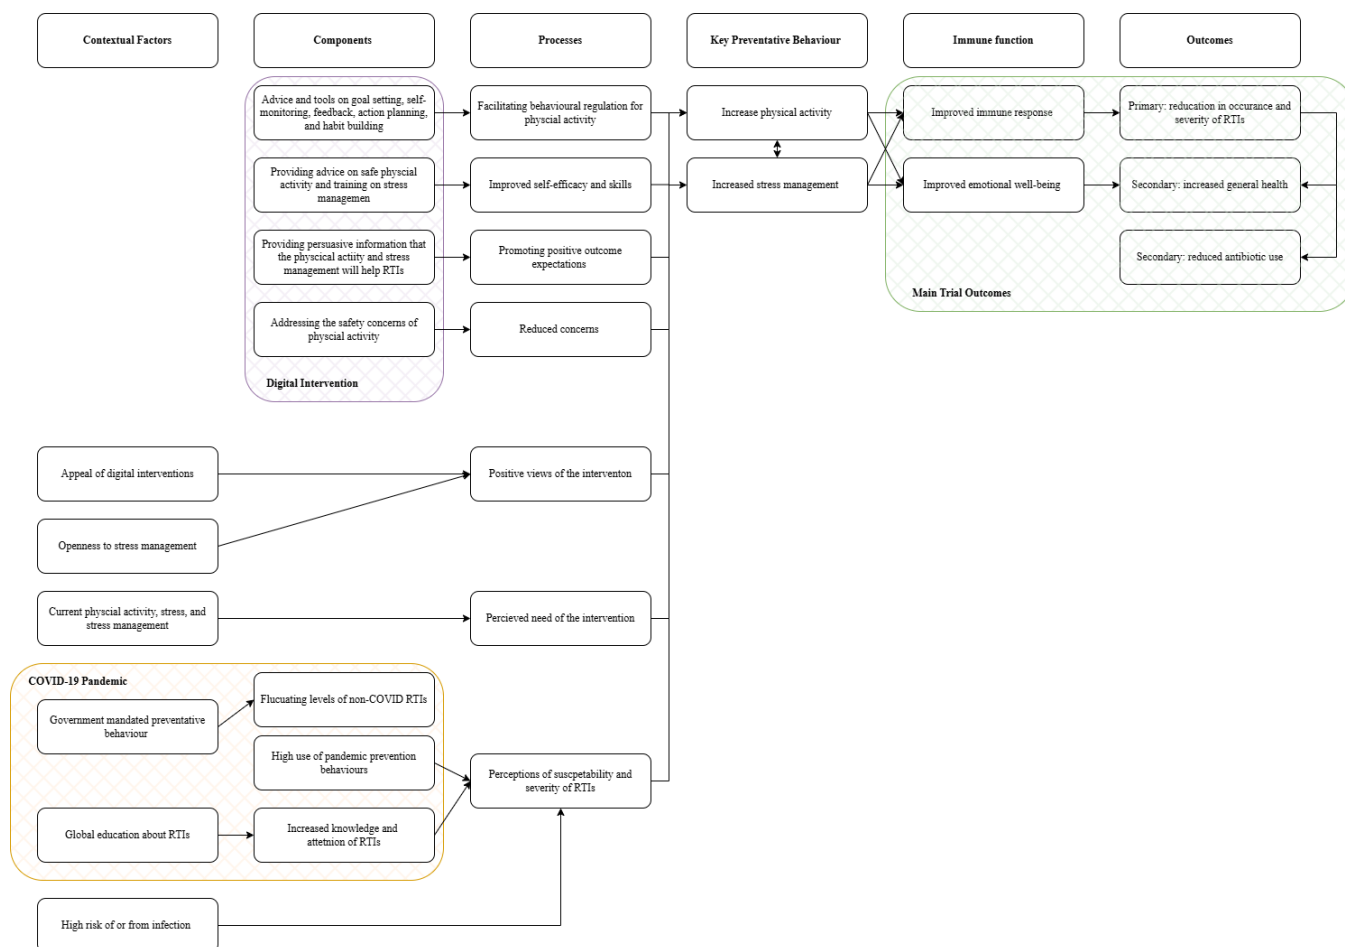 Contextual Factors
Components
Processes
Key Preventative Behaviour
Immune function
Outcomes
Advice and tools on goal setting, self-
monitoring, feedback, action planning,
and habit building
Facilitating behavioural regulation for
physcial activity
Increase physical activity
Improved immune response
Primary: reducation in occurance and
severity of RTIs
Providing advice on safe physcial
activity and training on stress
managemen
Improved self-efficacy and skills
Increased stress management
Improved emotional well-being
Secondary: increased general health
Providing persuasive information that
the physcical actiity and stress
management will help RTIs
Promoting positive outcome
expectations
Secondary: reduced antibiotic use
Main Trial Outcomes
Addressing the safety concerns of
physcial activity
Reduced concerns
Digital Intervention
Appeal of digital interventions
Positive views of the interventon
Openness to stress management
Current physcial activity, stress, and
stress management
Percieved need of the intervention
COVID-19 Pandemic
Flucuating levels of non-COVID RTIs
Government mandated preventative
behaviour
High use of pandemic prevention
behaviours
Perceptions of suscpetability and
severity of RTIs
Global education about RTIs
Increased knowledge and
attetnion of RTIs
High risk of or from infection